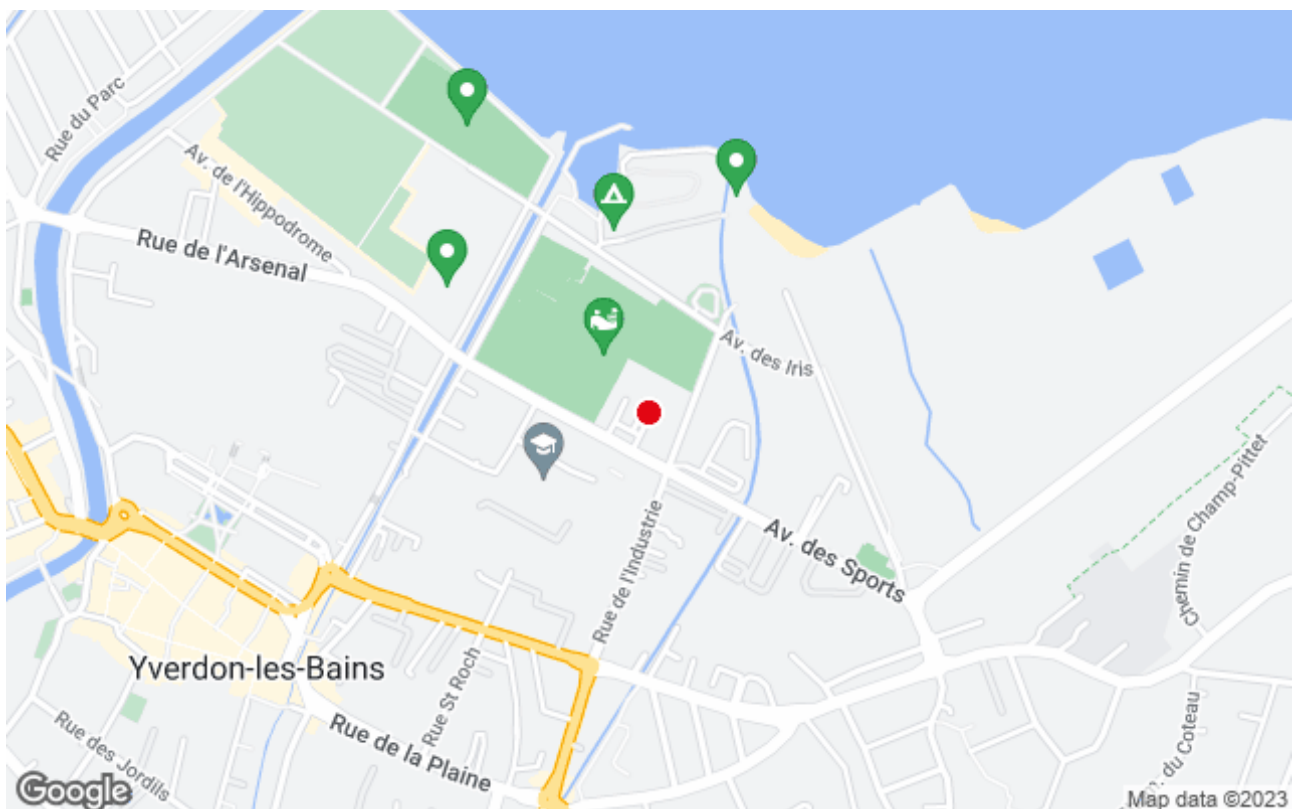 Rue du Parc
Av. de l'Hippodrome
Rue de l'Arsenal
Av. des Iris
Chemin de Champ-Pittet
Av. des Sports
Rue de l'Industrie
Yverdon-les-Bains
Rue St Roch
Rue de la Plaine
Rue des Jordils
du Coteau
Google
Map data ©2023